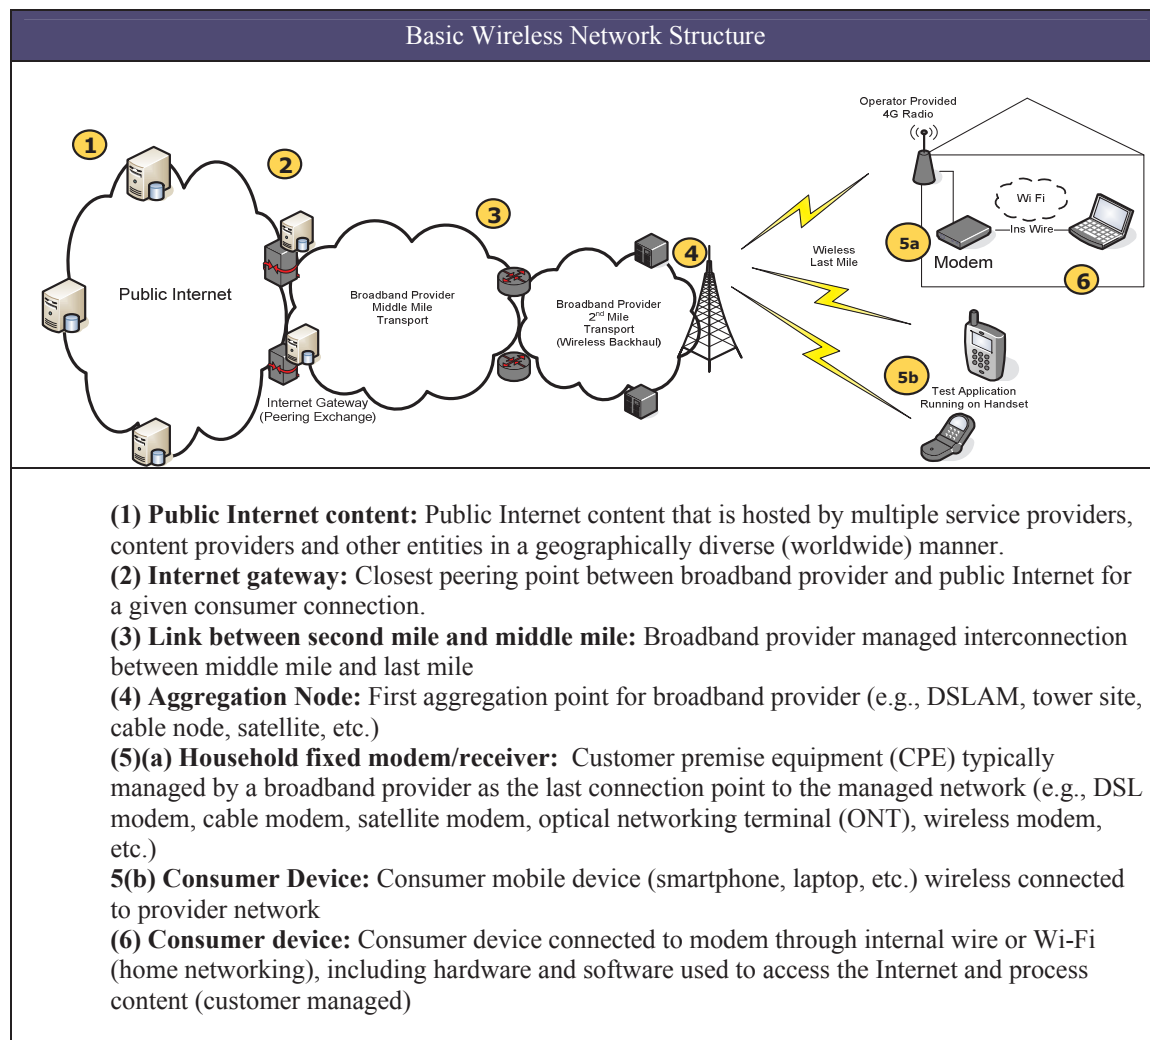 Basic Wireless Network Structure
Operator Provided
4G Radio
1
2
3
4
5a
Modem
Wi Fi
Ins Wire
6
Wieless
Last Mile
Public Internet
Broadband Provider
Middle Mile
Transport
Broadband Provider
2nd Mile
Transport
(Wireless Backhaul)
Internet Gateway
(Peering Exchange)
5b
Test Application
Running on Handset
(1) Public Internet content: Public Internet content that is hosted by multiple service providers,
content providers and other entities in a geographically diverse (worldwide) manner.
(2) Internet gateway: Closest peering point between broadband provider and public Internet for
a given consumer connection.
(3) Link between second mile and middle mile: Broadband provider managed interconnection
between middle mile and last mile
(4) Aggregation Node: First aggregation point for broadband provider (e.g., DSLAM, tower site,
cable node, satellite, etc.)
(5)(a) Household fixed modem/receiver: Customer premise equipment (CPE) typically
managed by a broadband provider as the last connection point to the managed network (e.g., DSL
modem, cable modem, satellite modem, optical networking terminal (ONT), wireless modem,
etc.)
5(b) Consumer Device: Consumer mobile device (smartphone, laptop, etc.) wireless connected
to provider network
(6) Consumer device: Consumer device connected to modem through internal wire or Wi-Fi
(home networking), including hardware and software used to access the Internet and process
content (customer managed)